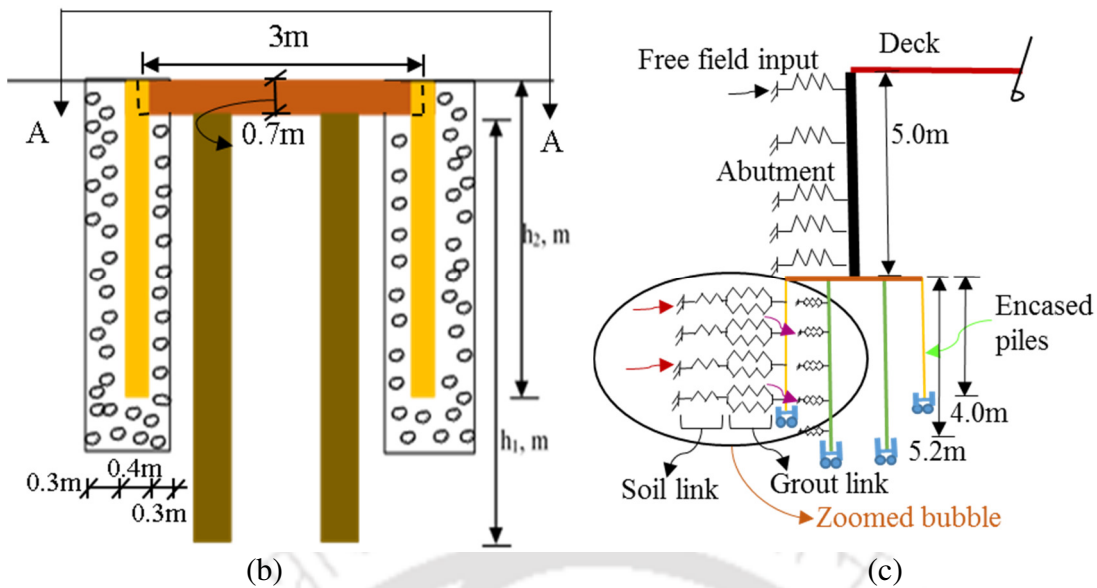 3m
A
A
0.7m
h₂, m
h₁, m
0.4m
0.3m
0.3m
(b)
Deck
Free field input
5.0m
Abutment
Encased
piles
4.0m
5.2m
Soil link
Grout link
Zoomed bubble
(c)